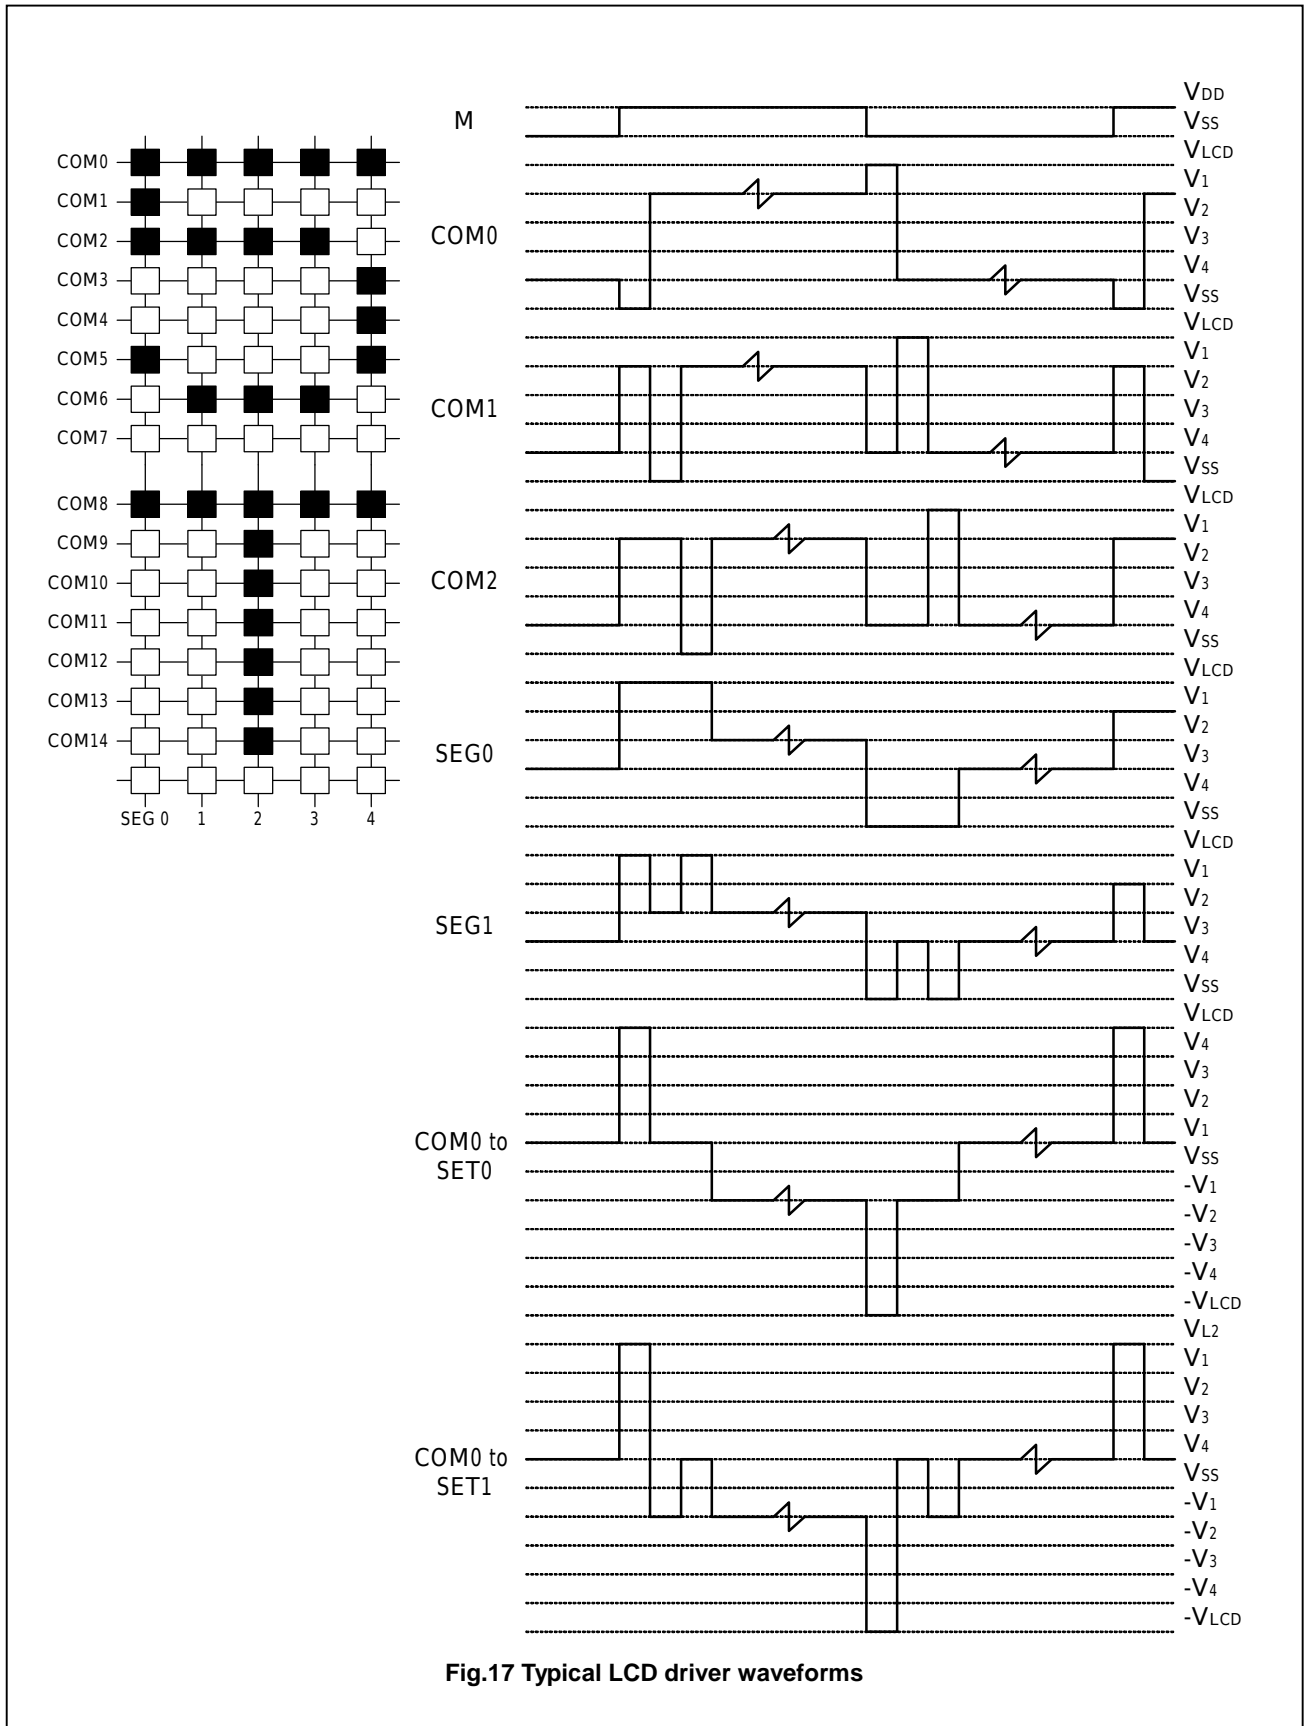 COM0
COM1
COM2
COM3
COM4
COM5
COM6
COM7
COM8
COM9
COM10
COM11
COM12
COM13
COM14
SEG 0 1 2 3 4
M
VDD
VSS
COM0
VLCD
V1
V2
V3
V4
VSS
COM1
VLCD
V1
V2
V3
V4
VSS
COM2
VLCD
V1
V2
V3
V4
VSS
SEG0
VLCD
V1
V2
V3
V4
VSS
SEG1
VLCD
V1
V2
V3
V4
VSS
COM0 to
SET0
VLCD
V4
V3
V2
V1
VSS
-V1
-V2
-V3
-V4
-VLCD
COM0 to
SET1
VL2
V1
V2
V3
V4
VSS
-V1
-V2
-V3
-V4
-VLCD
Fig.17 Typical LCD driver waveforms